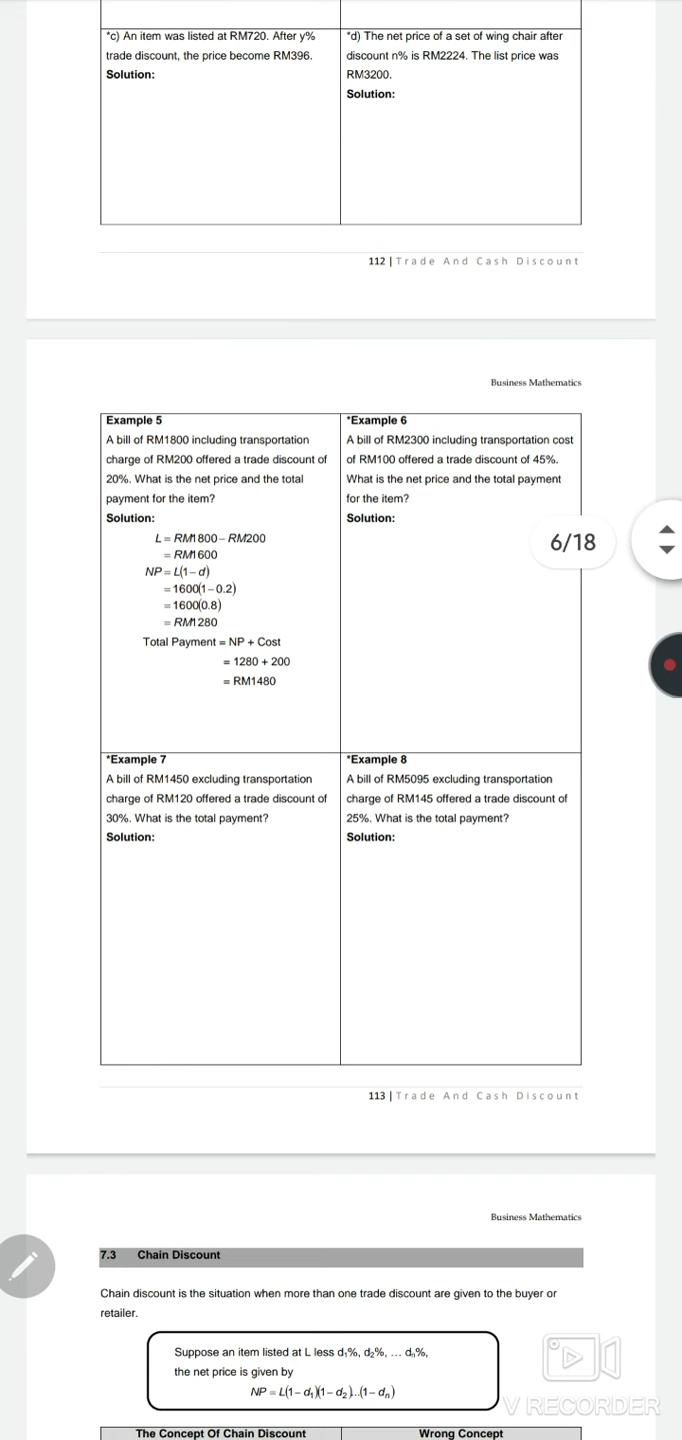 *c) An item was listed at RM720. After y%
trade discount, the price become RM396.
Solution:
*d) The net price of a set of wing chair after
discount n% is RM2224. The list price was
RM3200.
Solution:
112 | Trade And Cash Discount
Business Mathematics
Example 5
A bill of RM1800 including transportation
charge of RM200 offered a trade discount of
20%. What is the net price and the total
payment for the item?
Solution:
L = RM1800 – RM200
= RM1600
NP = L(1 – d)
= 1600(1 – 0.2)
= 1600(0.8)
= RM1280
Total Payment = NP + Cost
= 1280 + 200
= RM1480
*Example 6
A bill of RM2300 including transportation cost
of RM100 offered a trade discount of 45%.
What is the net price and the total payment
for the item?
Solution:
6/18
*Example 7
A bill of RM1450 excluding transportation
charge of RM120 offered a trade discount of
30%. What is the total payment?
Solution:
*Example 8
A bill of RM5095 excluding transportation
charge of RM145 offered a trade discount of
25%. What is the total payment?
Solution:
113 | Trade And Cash Discount
Business Mathematics
7.3 Chain Discount
Chain discount is the situation when more than one trade discount are given to the buyer or
retailer.
Suppose an item listed at L less d₁%, d₂%, ... dₙ%,
the net price is given by
NP = L(1 – d₁)(1 – d₂)...(1 – dₙ)
V RECORDER
The Concept Of Chain Discount
Wrong Concept